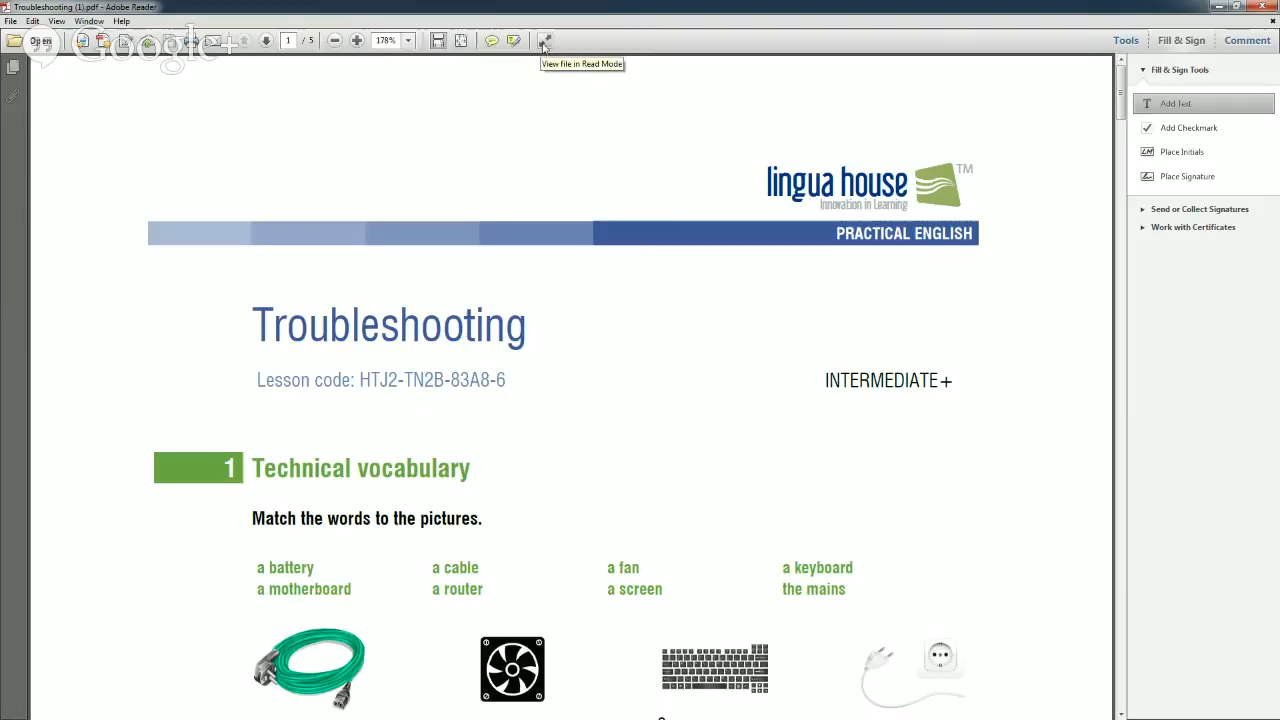 Troubleshooting (1).pdf - Adobe Reader
File Edit View Window Help
Open
Google+
1 / 5
178%
Tools Fill & Sign Comment
View file in Read Mode
Fill & Sign Tools
Add Text
Add Checkmark
Place Initials
Place Signature
Send or Collect Signatures
Work with Certificates
lingua house TM
Innovation in Learning
PRACTICAL ENGLISH
Troubleshooting
Lesson code: HTJ2-TN2B-83A8-6
INTERMEDIATE+
1 Technical vocabulary
Match the words to the pictures.
a battery a cable a fan a keyboard
a motherboard a router a screen the mains